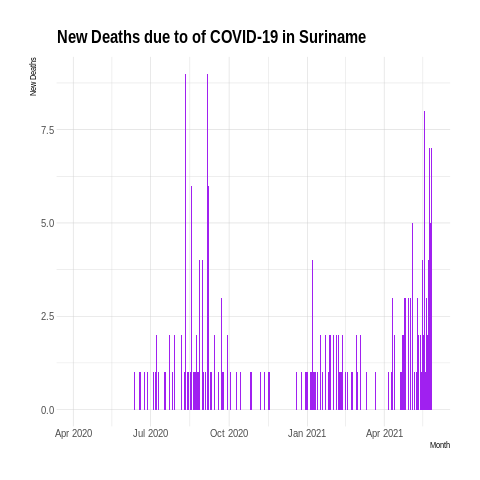 New Deaths due to of COVID-19 in Suriname
New Deaths
7.5
5.0
2.5
0.0
Apr 2020 Jul 2020 Oct 2020 Jan 2021 Apr 2021
Month